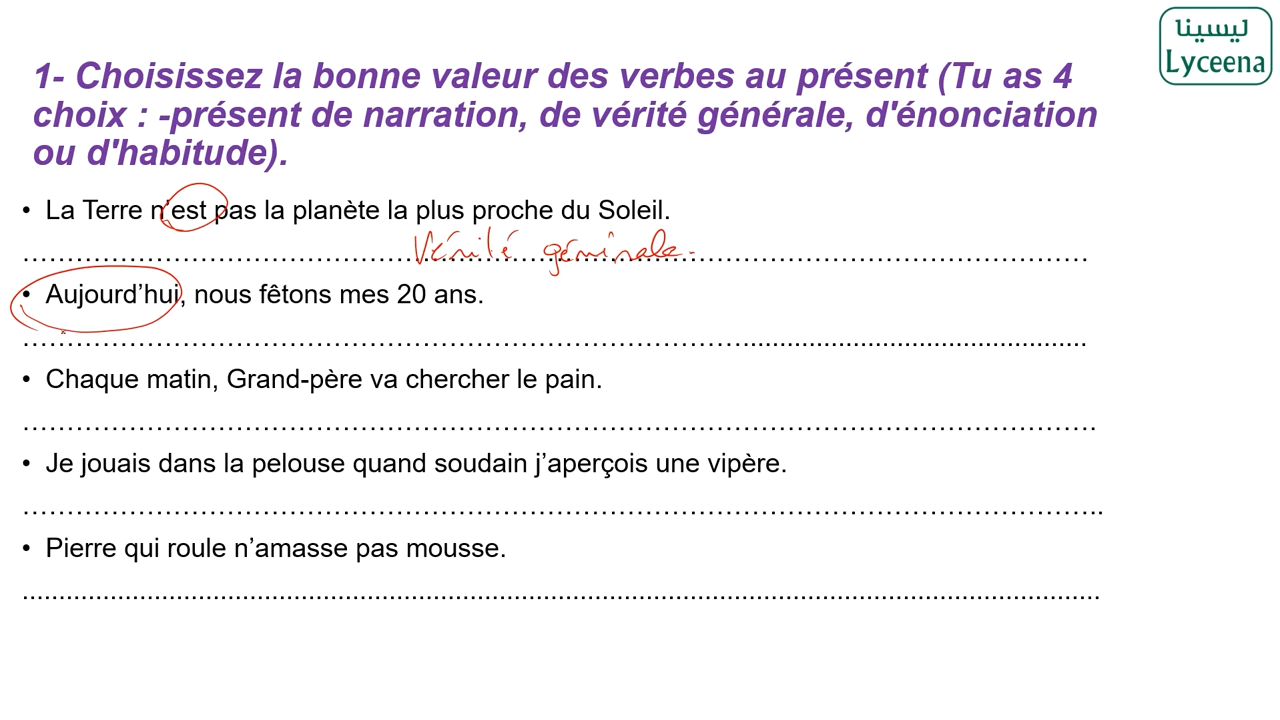 ليسينا
Lyceena
1- Choisissez la bonne valeur des verbes au présent (Tu as 4
choix : -présent de narration, de vérité générale, d'énonciation
ou d'habitude).
• La Terre n'est pas la planète la plus proche du Soleil.
Vérité générale.
• Aujourd’hui, nous fêtons mes 20 ans.
• Chaque matin, Grand-père va chercher le pain.
• Je jouais dans la pelouse quand soudain j’aperçois une vipère.
• Pierre qui roule n’amasse pas mousse.